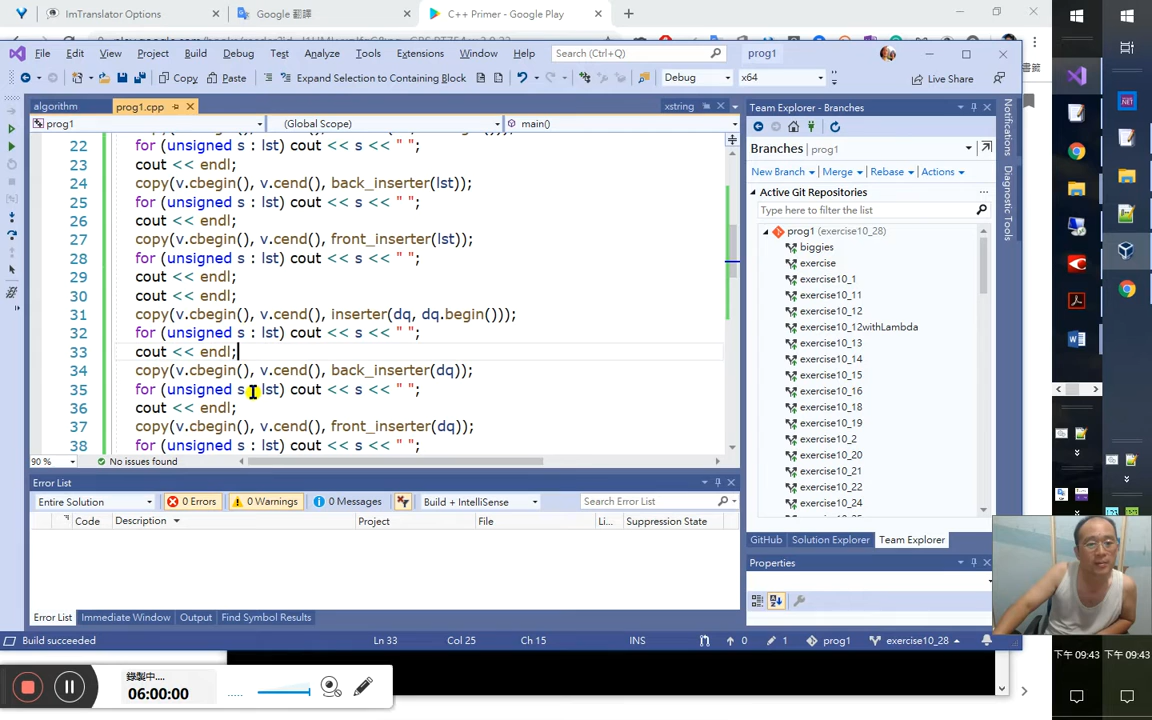 ImTranslator Options
Google 翻譯
C++ Primer - Google Play
File Edit View Project Build Debug Test Analyze Tools Extensions Window Help
Search (Ctrl+Q)
prog1
Copy Paste Expand Selection to Containing Block
Debug x64
Live Share
algorithm prog1.cpp xstring
prog1 (Global Scope) main()
22 for (unsigned s : lst) cout << s << " ";
23 cout << endl;
24 copy(v.cbegin(), v.cend(), back_inserter(lst));
25 for (unsigned s : lst) cout << s << " ";
26 cout << endl;
27 copy(v.cbegin(), v.cend(), front_inserter(lst));
28 for (unsigned s : lst) cout << s << " ";
29 cout << endl;
30 cout << endl;
31 copy(v.cbegin(), v.cend(), inserter(dq, dq.begin()));
32 for (unsigned s : lst) cout << s << " ";
33 cout << endl;
34 copy(v.cbegin(), v.cend(), back_inserter(dq));
35 for (unsigned s : lst) cout << s << " ";
36 cout << endl;
37 copy(v.cbegin(), v.cend(), front_inserter(dq));
38 for (unsigned s : lst) cout << s << " ";
90 % No issues found
Error List
Entire Solution 0 Errors 0 Warnings 0 Messages Build + IntelliSense Search Error List
Code Description Project File Li... Suppression State
Error List Immediate Window Output Find Symbol Results
Team Explorer - Branches
Branches prog1
New Branch Merge Rebase Actions
Active Git Repositories
Type here to filter the list
prog1 (exercise10_28)
biggies
exercise
exercise10_1
exercise10_11
exercise10_12
exercise10_12withLambda
exercise10_13
exercise10_14
exercise10_15
exercise10_16
exercise10_18
exercise10_19
exercise10_2
exercise10_20
exercise10_21
exercise10_22
exercise10_24
GitHub Solution Explorer Team Explorer
Properties
Notifications
Diagnostic Tools
Build succeeded Ln 33 Col 25 Ch 15 INS 0 1 prog1 exercise10_28
錄製中....
06:00:00
下午 09:43
下午 09:43